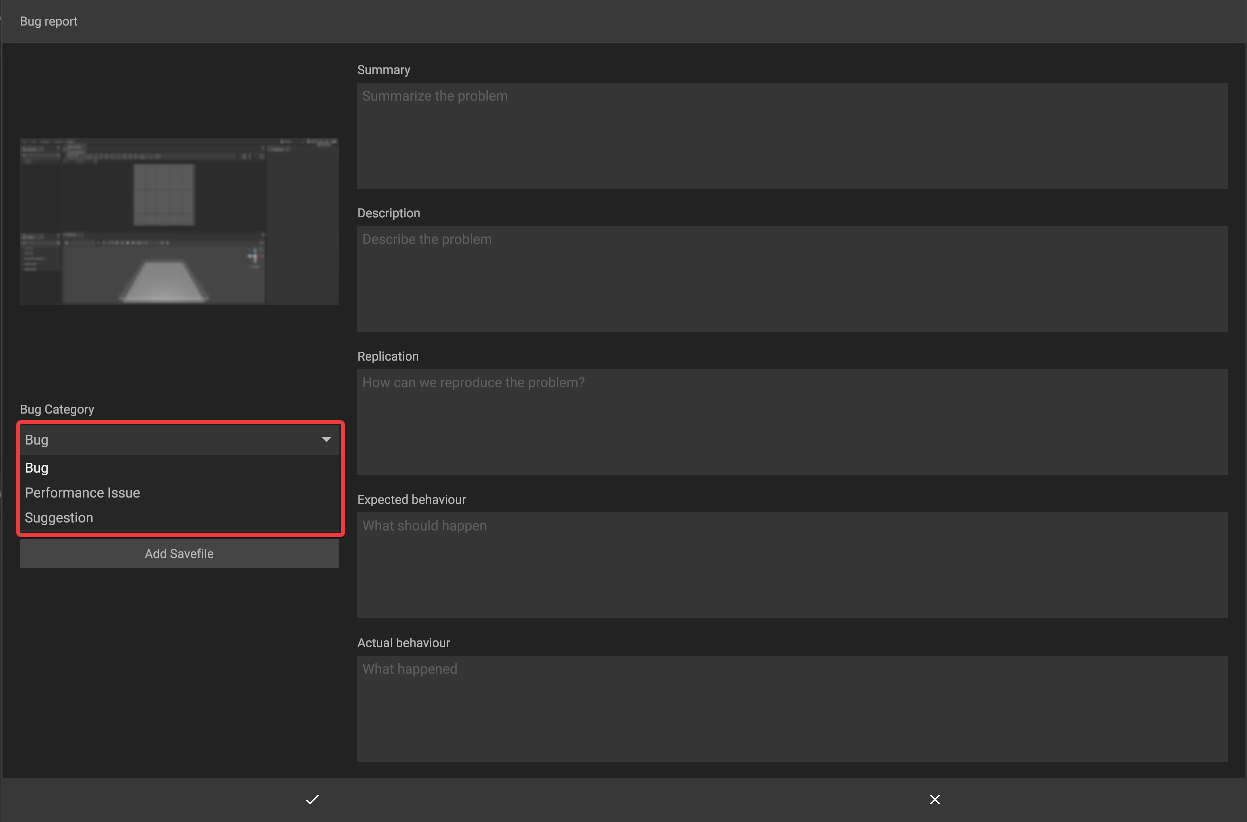 Bug report
Bug Category
Bug
Bug
Performance Issue
Suggestion
Add Savefile
Summary
Summarize the problem
Description
Describe the problem
Replication
How can we reproduce the problem?
Expected behaviour
What should happen
Actual behaviour
What happened